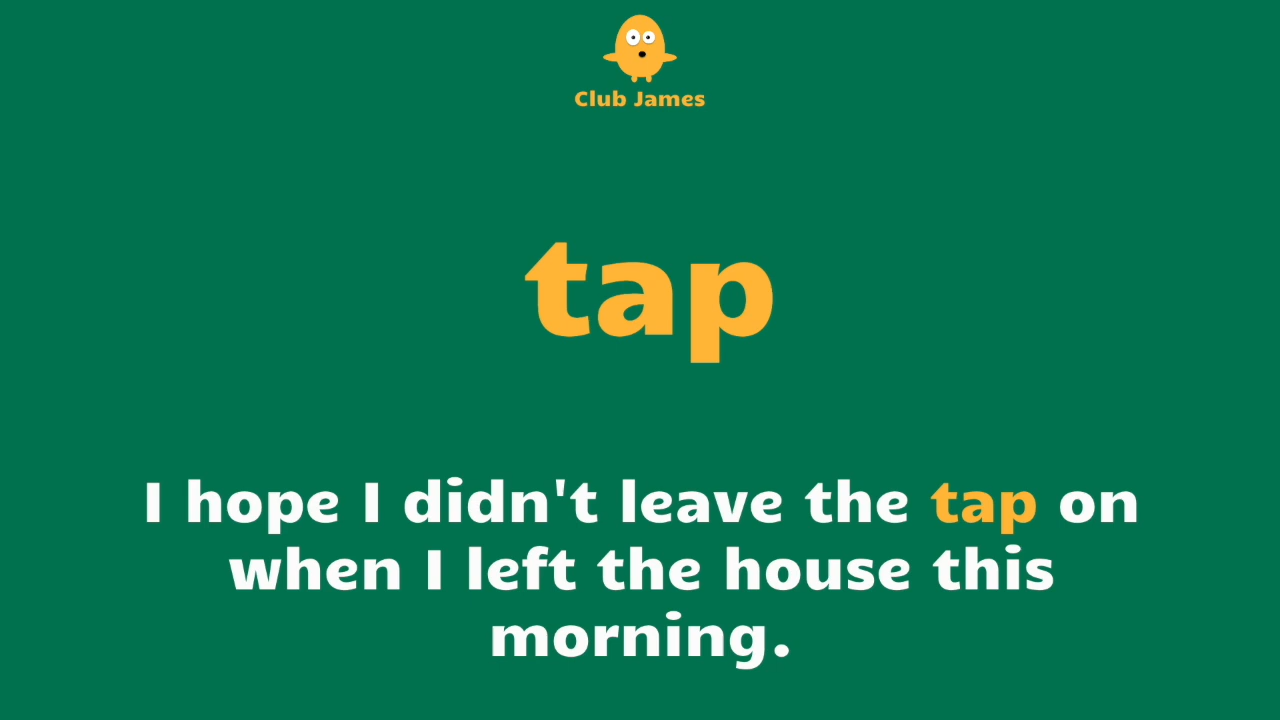 Club James
tap
I hope I didn't leave the tap on
when I left the house this
morning.